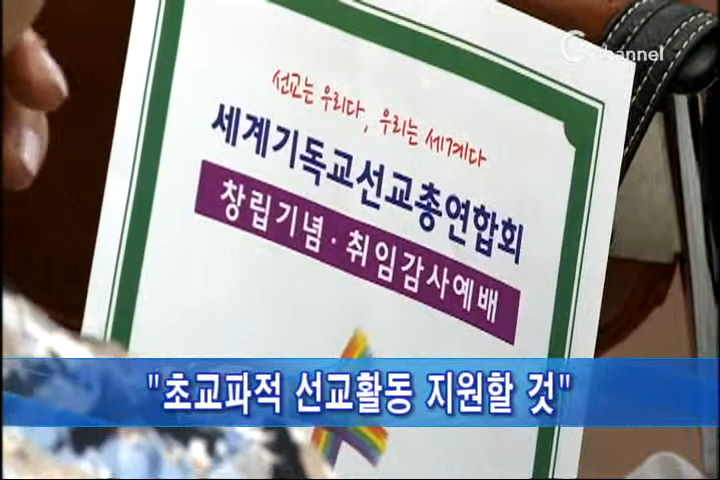 C channel
선교는 우리다, 우리는 세계다
세계기독교선교총연합회
창립기념·취임감사예배
"초교파적 선교활동 지원할 것"